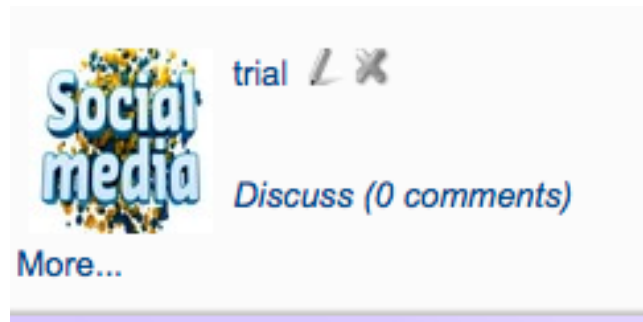 Social
media
trial
Discuss (0 comments)
More...